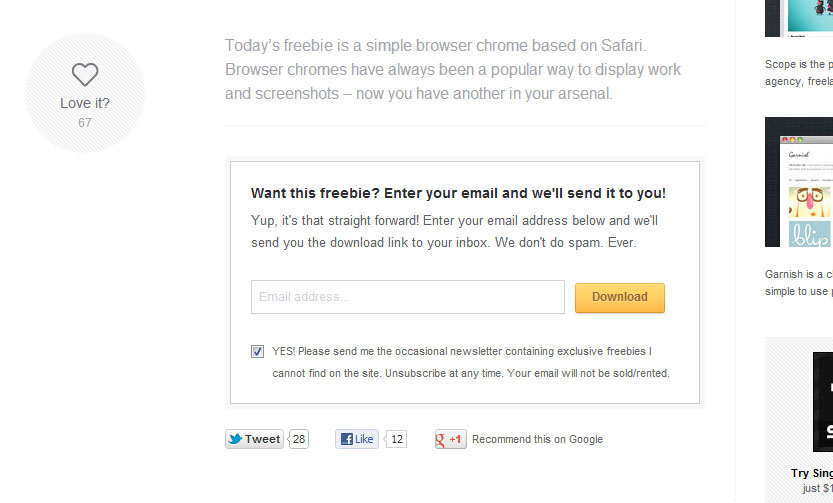 Today's freebie is a simple browser chrome based on Safari.
Browser chromes have always been a popular way to display work
and screenshots – now you have another in your arsenal.
Love it?
67
Want this freebie? Enter your email and we'll send it to you!
Yup, it's that straight forward! Enter your email address below and we'll
send you the download link to your inbox. We don't do spam. Ever.
Email address...
Download
YES! Please send me the occasional newsletter containing exclusive freebies I
cannot find on the site. Unsubscribe at any time. Your email will not be sold/rented.
Tweet 28
Like 12
g +1 Recommend this on Google
Scope is the p
agency, freela
Garnish
blip
Garnish is a cl
simple to use p
Try Sing
just $1